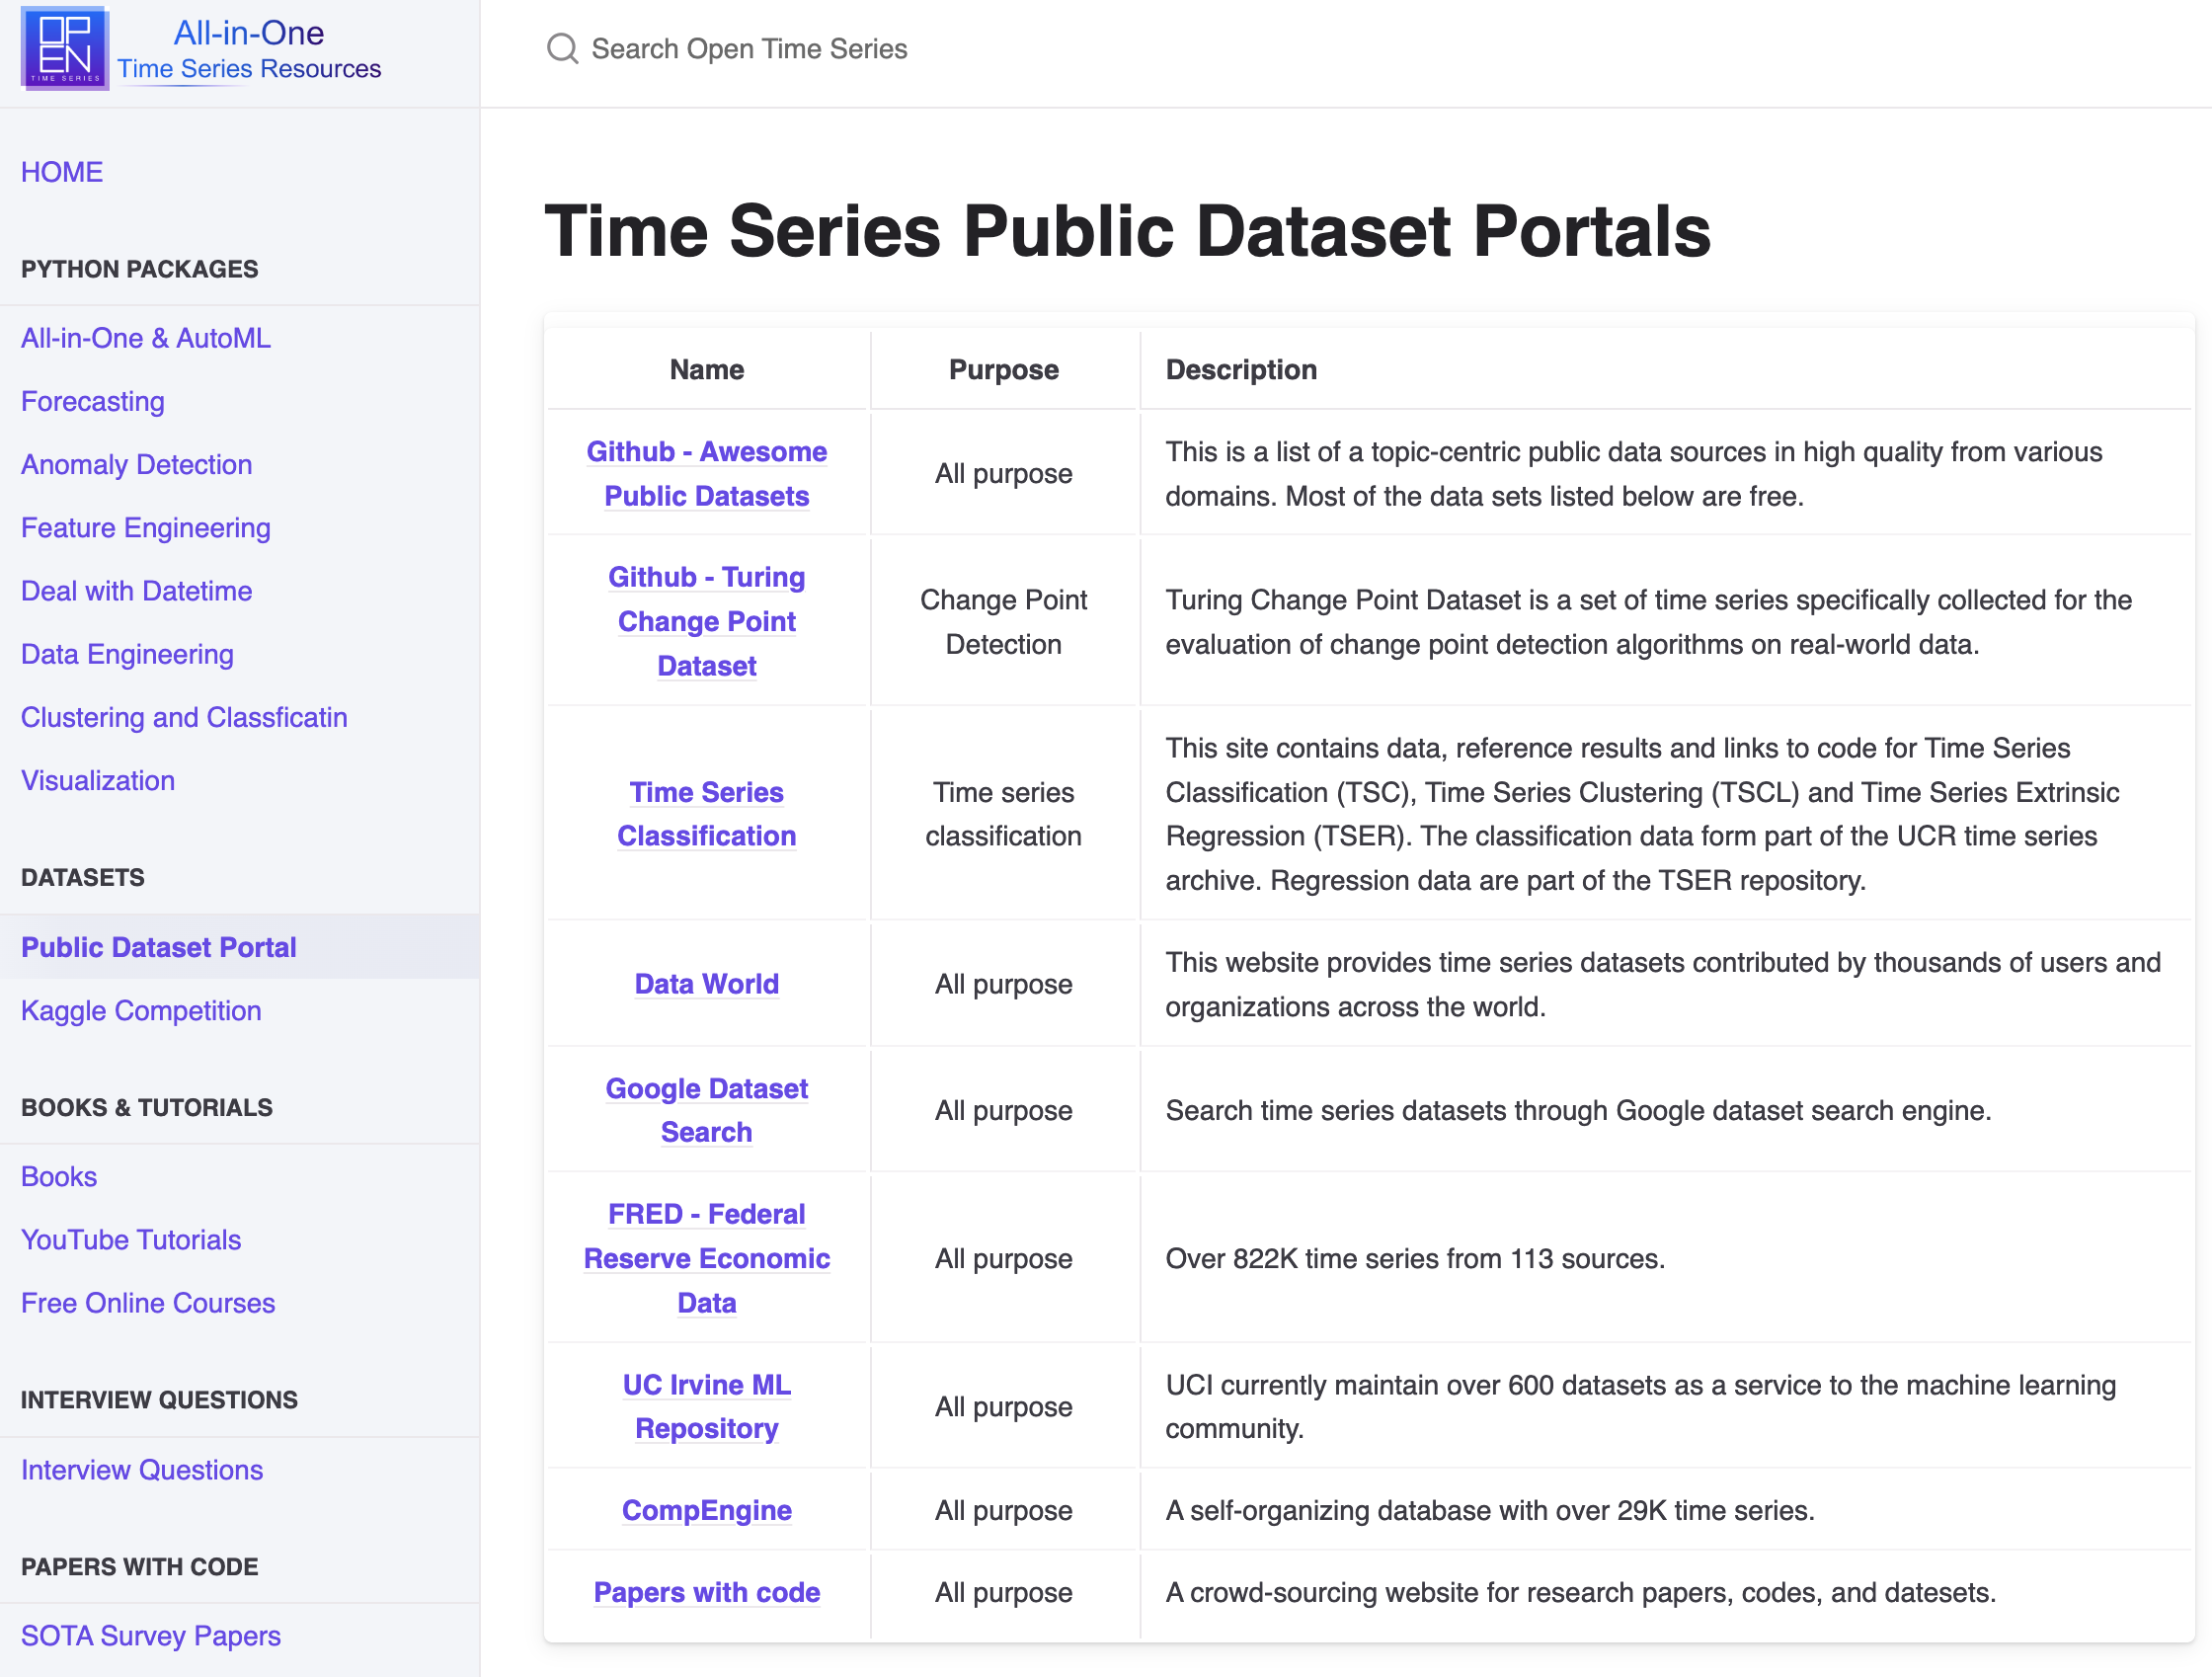 OPEN
TIME SERIES
All-in-One
Time Series Resources
Search Open Time Series
HOME
PYTHON PACKAGES
All-in-One & AutoML
Forecasting
Anomaly Detection
Feature Engineering
Deal with Datetime
Data Engineering
Clustering and Classficatin
Visualization
DATASETS
Public Dataset Portal
Kaggle Competition
BOOKS & TUTORIALS
Books
YouTube Tutorials
Free Online Courses
INTERVIEW QUESTIONS
Interview Questions
PAPERS WITH CODE
SOTA Survey Papers
Time Series Public Dataset Portals
Name Purpose Description
Github - Awesome
Public Datasets
All purpose
This is a list of a topic-centric public data sources in high quality from various
domains. Most of the data sets listed below are free.
Github - Turing
Change Point
Dataset
Change Point
Detection
Turing Change Point Dataset is a set of time series specifically collected for the
evaluation of change point detection algorithms on real-world data.
Time Series
Classification
Time series
classification
This site contains data, reference results and links to code for Time Series
Classification (TSC), Time Series Clustering (TSCL) and Time Series Extrinsic
Regression (TSER). The classification data form part of the UCR time series
archive. Regression data are part of the TSER repository.
Data World
All purpose
This website provides time series datasets contributed by thousands of users and
organizations across the world.
Google Dataset
Search
All purpose
Search time series datasets through Google dataset search engine.
FRED - Federal
Reserve Economic
Data
All purpose
Over 822K time series from 113 sources.
UC Irvine ML
Repository
All purpose
UCI currently maintain over 600 datasets as a service to the machine learning
community.
CompEngine
All purpose
A self-organizing database with over 29K time series.
Papers with code
All purpose
A crowd-sourcing website for research papers, codes, and datesets.